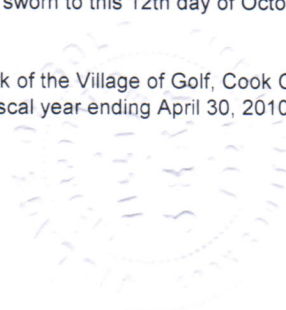 sworn to this 12th day of Octo
k of the Village of Golf, Cook C
scal year ending April 30, 2010